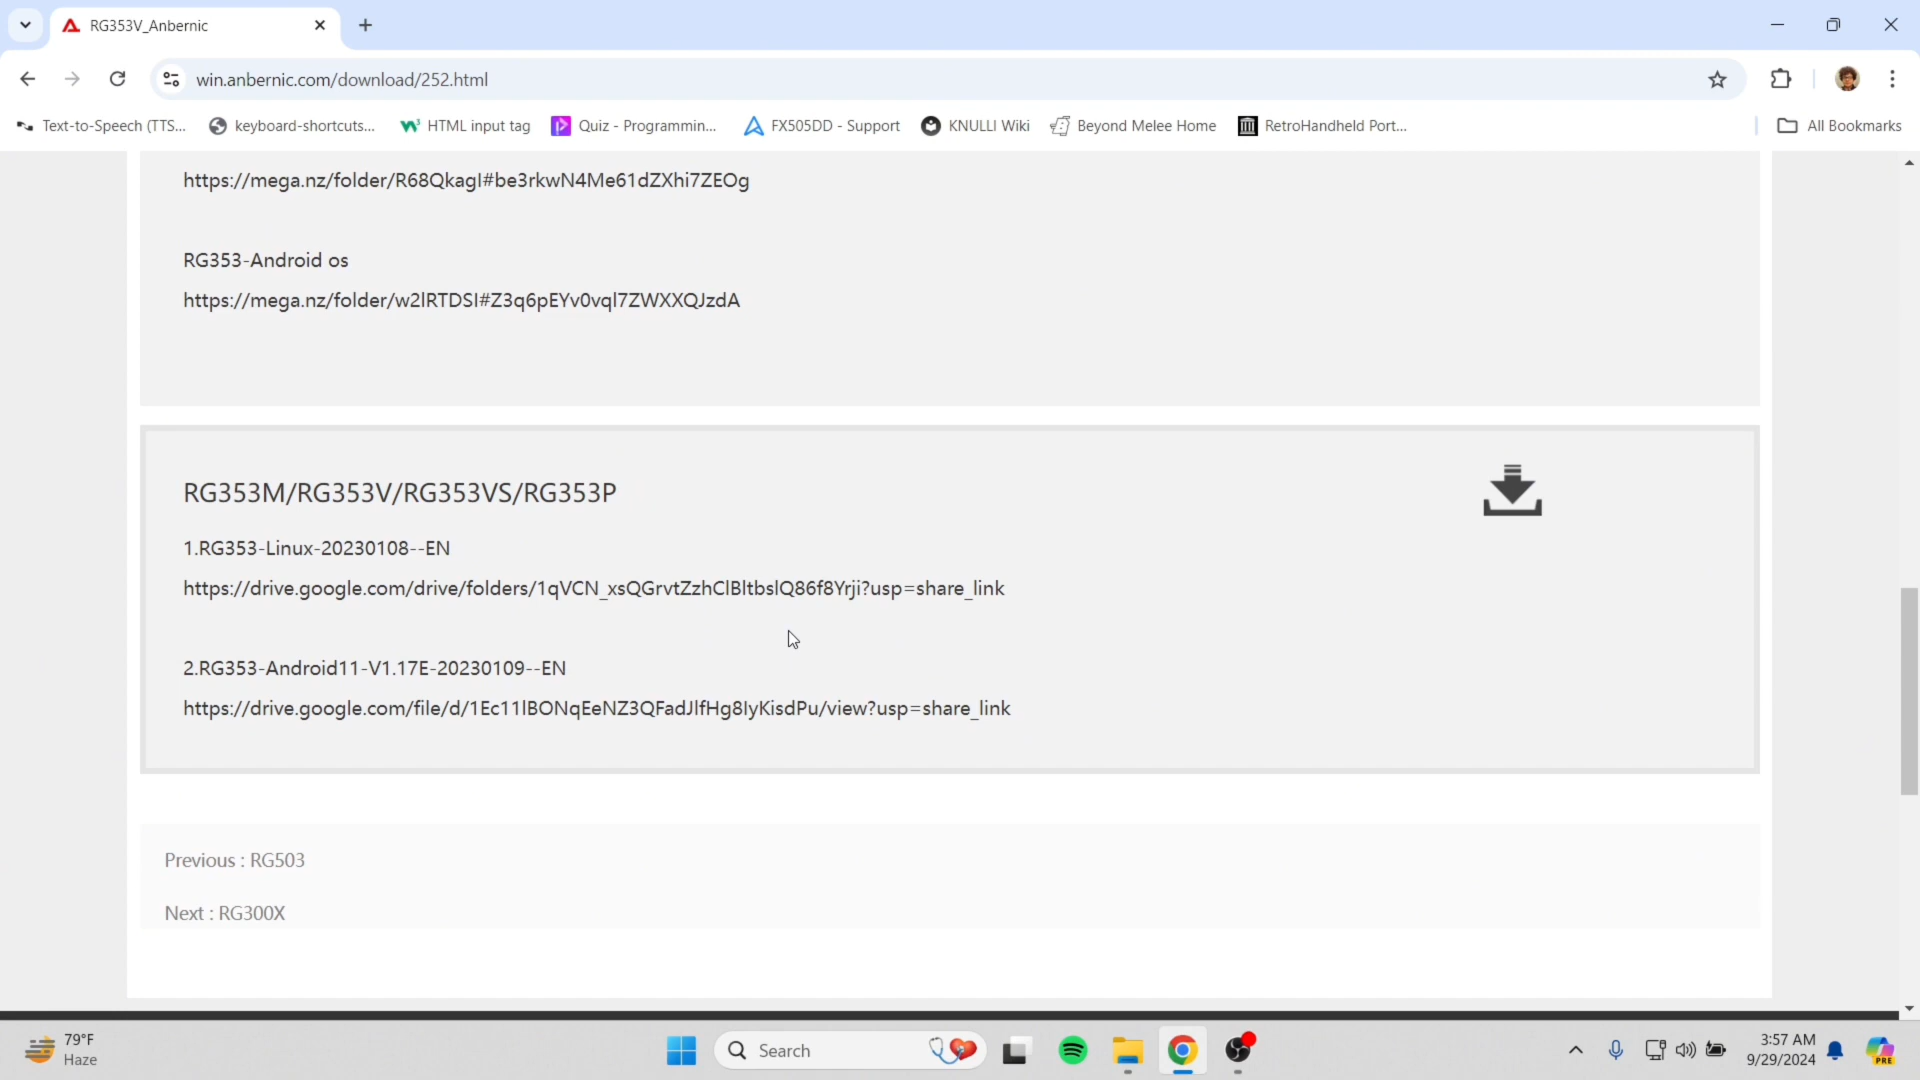 RG353V_Anbernic
win.anbernic.com/download/252.html
Text-to-Speech (TTS...
keyboard-shortcuts...
HTML input tag
Quiz - Programmin...
FX505DD - Support
KNULLI Wiki
Beyond Melee Home
RetroHandheld Port...
All Bookmarks
https://mega.nz/folder/R68QkagI#be3rkwN4Me61dZXhi7ZEOg
RG353-Android os
https://mega.nz/folder/w2lRTDSI#Z3q6pEYv0vql7ZWXXQJzdA
RG353M/RG353V/RG353VS/RG353P
1.RG353-Linux-20230108--EN
https://drive.google.com/drive/folders/1qVCN_xsQGrvtZzhClBltbslQ86f8Yrji?usp=share_link
2.RG353-Android11-V1.17E-20230109--EN
https://drive.google.com/file/d/1Ec11lBONqEeNZ3QFadJlfHg8IyKisdPu/view?usp=share_link
Previous : RG503
Next : RG300X
79°F
Haze
Search
3:57 AM
9/29/2024
PRE